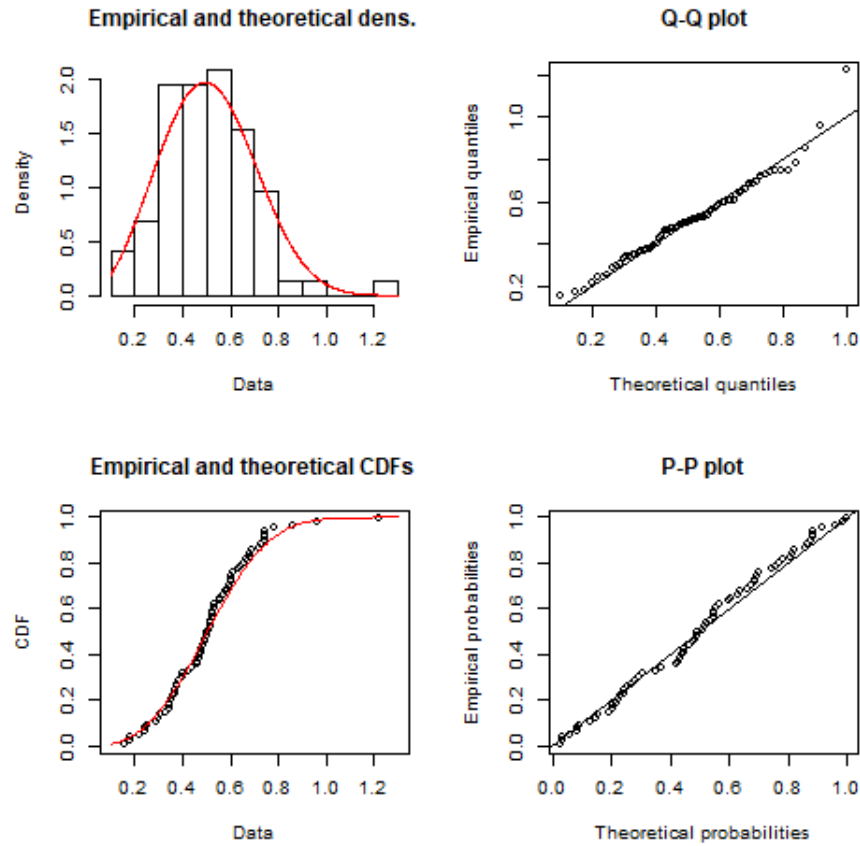 Empirical and theoretical dens.
Density
0.0 0.5 1.0 1.5 2.0
0.2 0.4 0.6 0.8 1.0 1.2
Data
Q-Q plot
Empirical quantiles
0.2 0.6 1.0
0.2 0.4 0.6 0.8 1.0
Theoretical quantiles
Empirical and theoretical CDFs
CDF
0.0 0.2 0.4 0.6 0.8 1.0
0.2 0.4 0.6 0.8 1.0 1.2
Data
P-P plot
Empirical probabilities
0.0 0.2 0.4 0.6 0.8 1.0
0.0 0.2 0.4 0.6 0.8 1.0
Theoretical probabilities